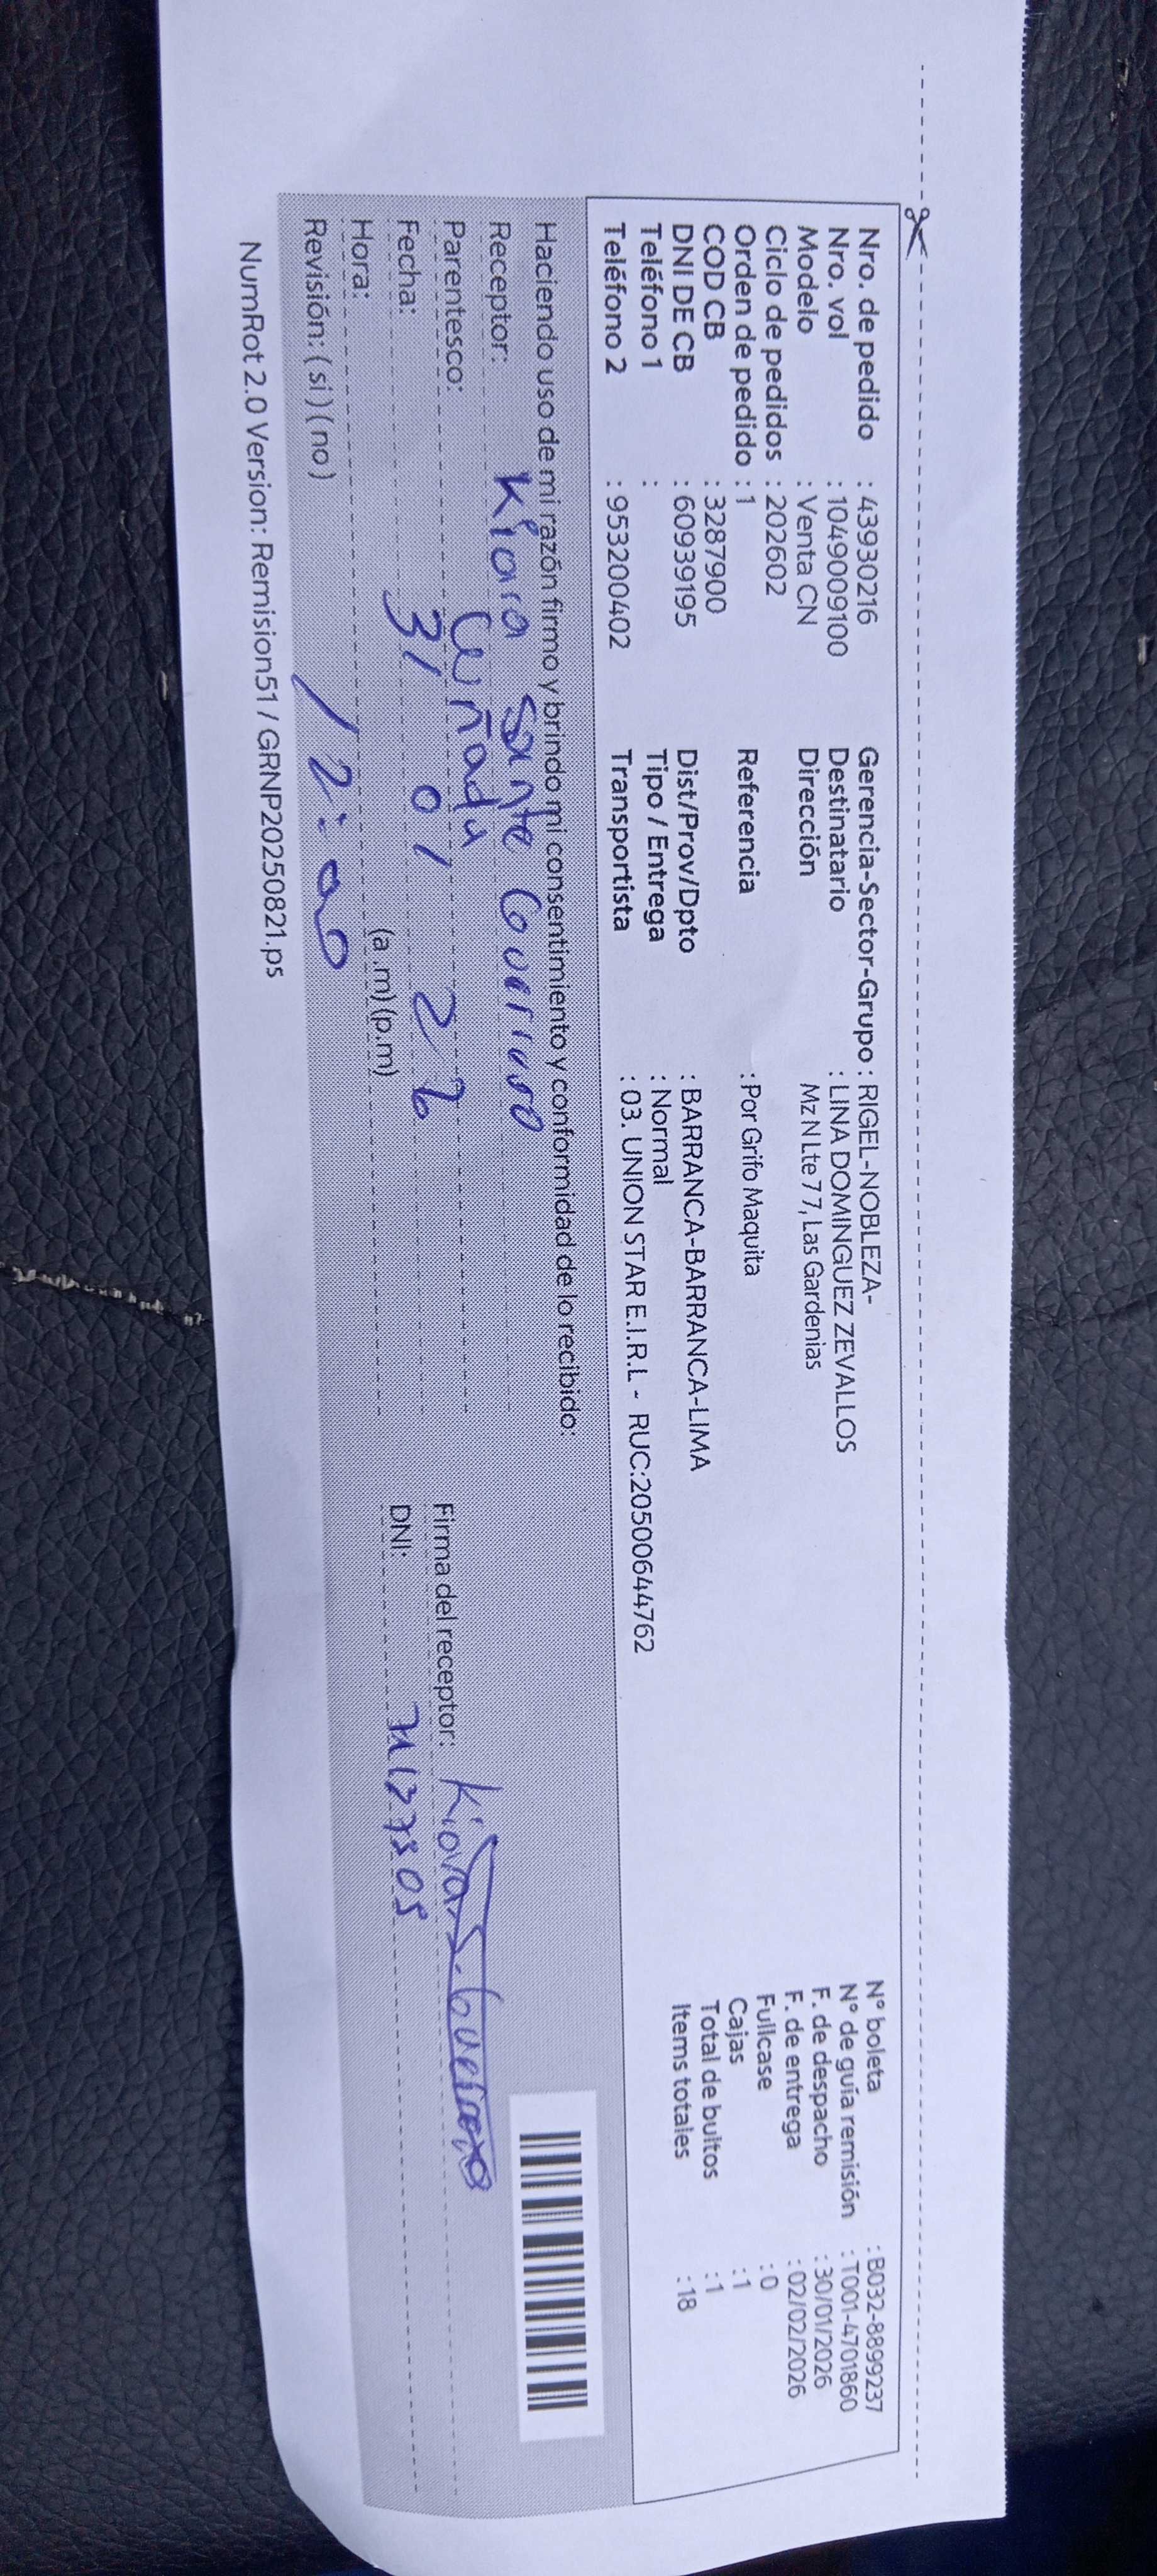 Nro. de pedido : 43930216
Nro. vol : 1049009100
Modelo : Venta CN
Ciclo de pedidos : 202602
Orden de pedido : 1
COD CB : 3287900
DNI DE CB : 60939195
Teléfono 1 :
Teléfono 2 : 953200402
Gerencia-Sector-Grupo : RIGEL-NOBLEZA-
Destinatario : LINA DOMINGUEZ ZEVALLOS
Dirección Mz N Lte 7 7, Las Gardenias
Referencia : Por Grifo Maquita
Dist/Prov/Dpto : BARRANCA-BARRANCA-LIMA
Tipo / Entrega : Normal
Transportista : 03. UNION STAR E.I.R.L - RUC:20500644762
N° boleta : B032-8899237
N° de guía remisión : T001-4701860
F. de despacho : 30/01/2026
F. de entrega : 02/02/2026
Fullcase : 0
Cajas : 1
Total de bultos : 1
Items totales : 18
Haciendo uso de mi razón firmo y brindo mi consentimiento y conformidad de lo recibido:
Receptor: Kiara
Parentesco: Cuñada
Fecha: 31 01 26
Hora: (a.m) (p.m)
Revisión: (si) (no) 12:00
Firma del receptor: Kiara
DNI:
NumRot 2.0 Version: Remision51 / GRNP20250821.ps